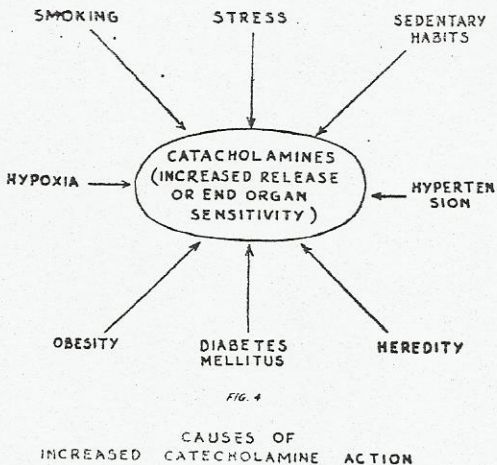 SMOKING
STRESS
SEDENTARY
HABITS
CATACHOLAMINES
(INCREASED RELEASE
OR END ORGAN
SENSITIVITY)
HYPOXIA
HYPERTEN
SION
OBESITY
DIABETES
MELLITUS
HEREDITY
FIG. 4
CAUSES OF
INCREASED CATECHOLAMINE ACTION